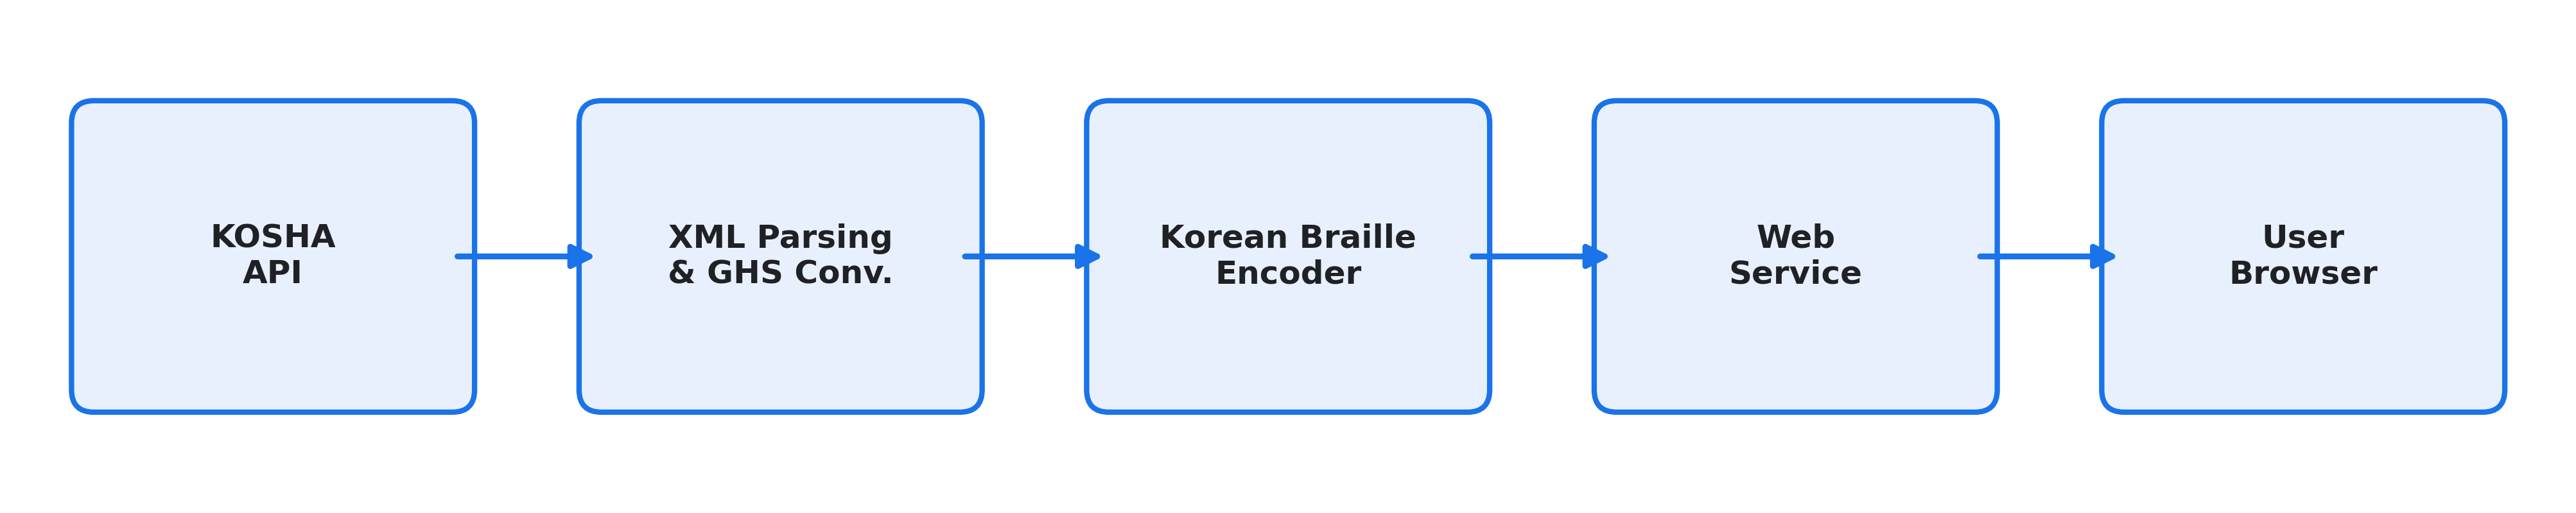 KOSHA
API
XML Parsing
& GHS Conv.
Korean Braille
Encoder
Web
Service
User
Browser